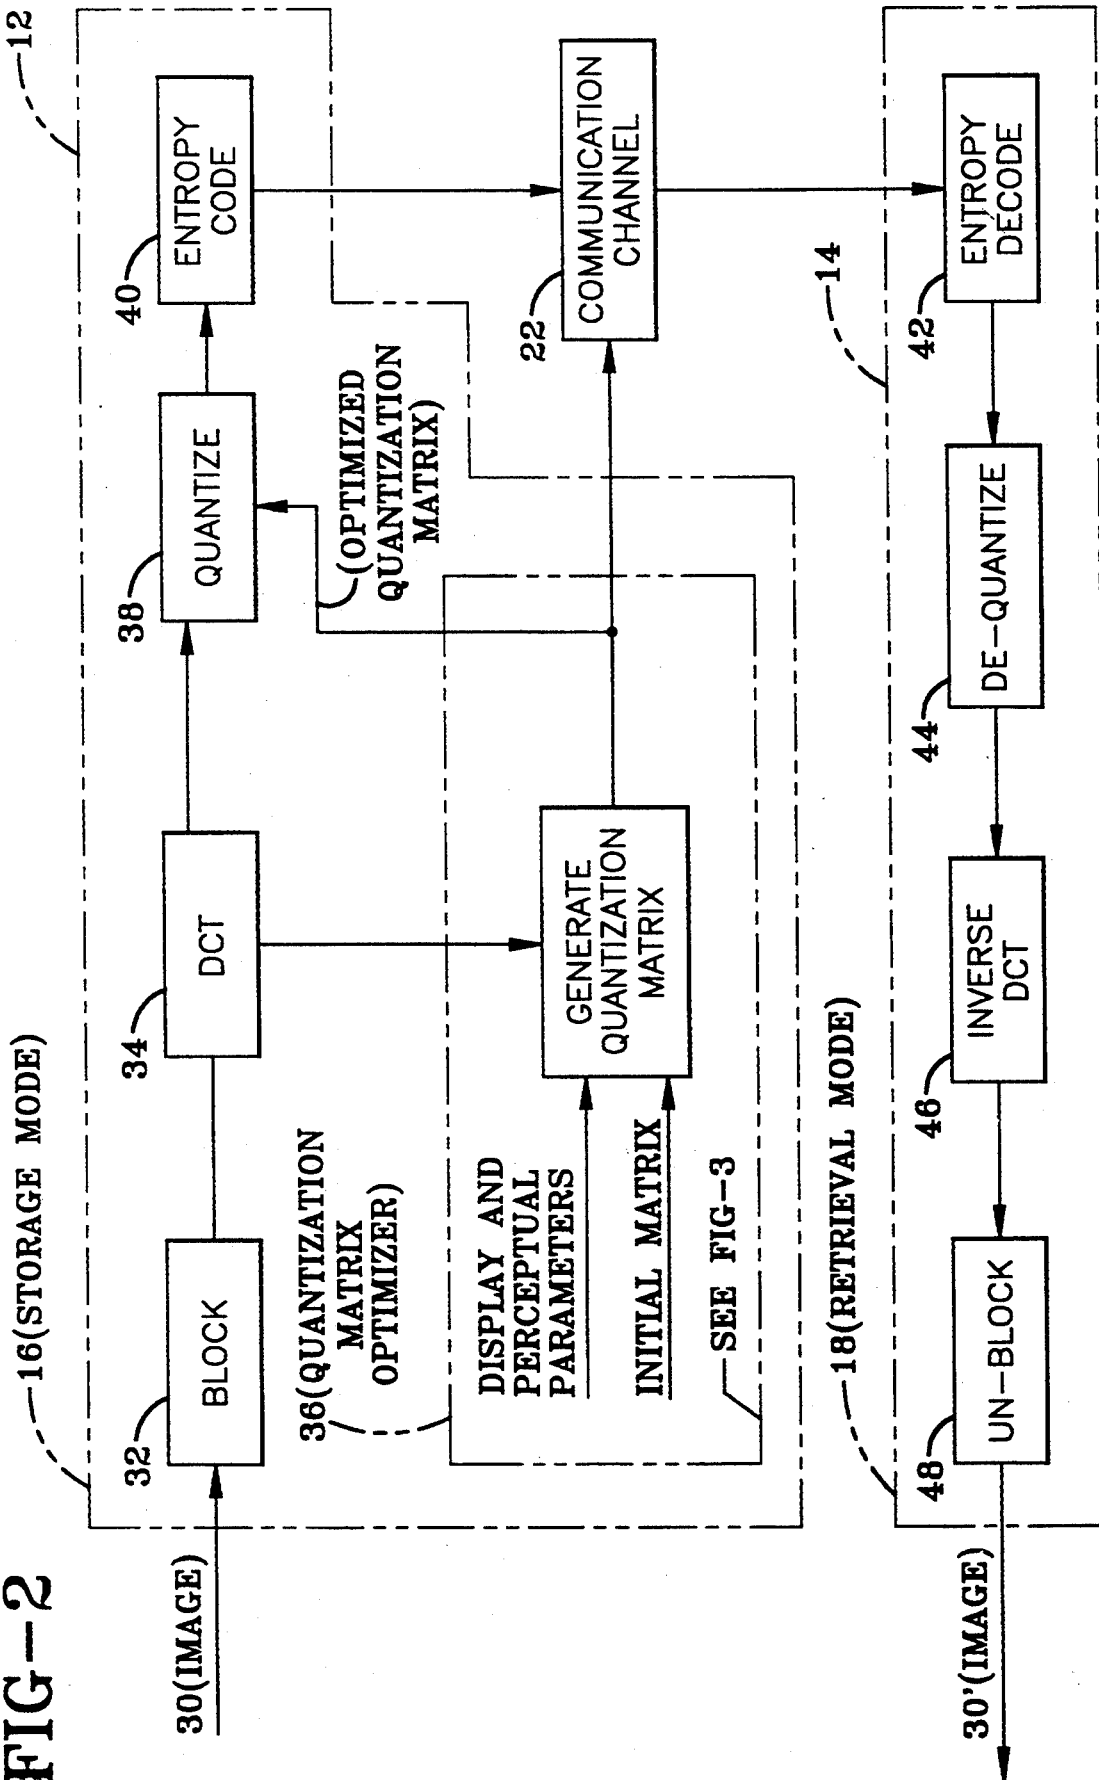 FIG-2
16(STORAGE MODE)
12
30(IMAGE)
32
BLOCK
34
DCT
38
QUANTIZE
40
ENTROPY
CODE
36(QUANTIZATION
MATRIX
OPTIMIZER)
(OPTIMIZED
QUANTIZATION
MATRIX)
DISPLAY AND
PERCEPTUAL
PARAMETERS
INITIAL MATRIX
SEE FIG-3
GENERATE
QUANTIZATION
MATRIX
22
COMMUNICATION
CHANNEL
18(RETRIEVAL MODE)
14
30'(IMAGE)
48
UN-BLOCK
46
INVERSE
DCT
44
DE-QUANTIZE
42
ENTROPY
DECODE